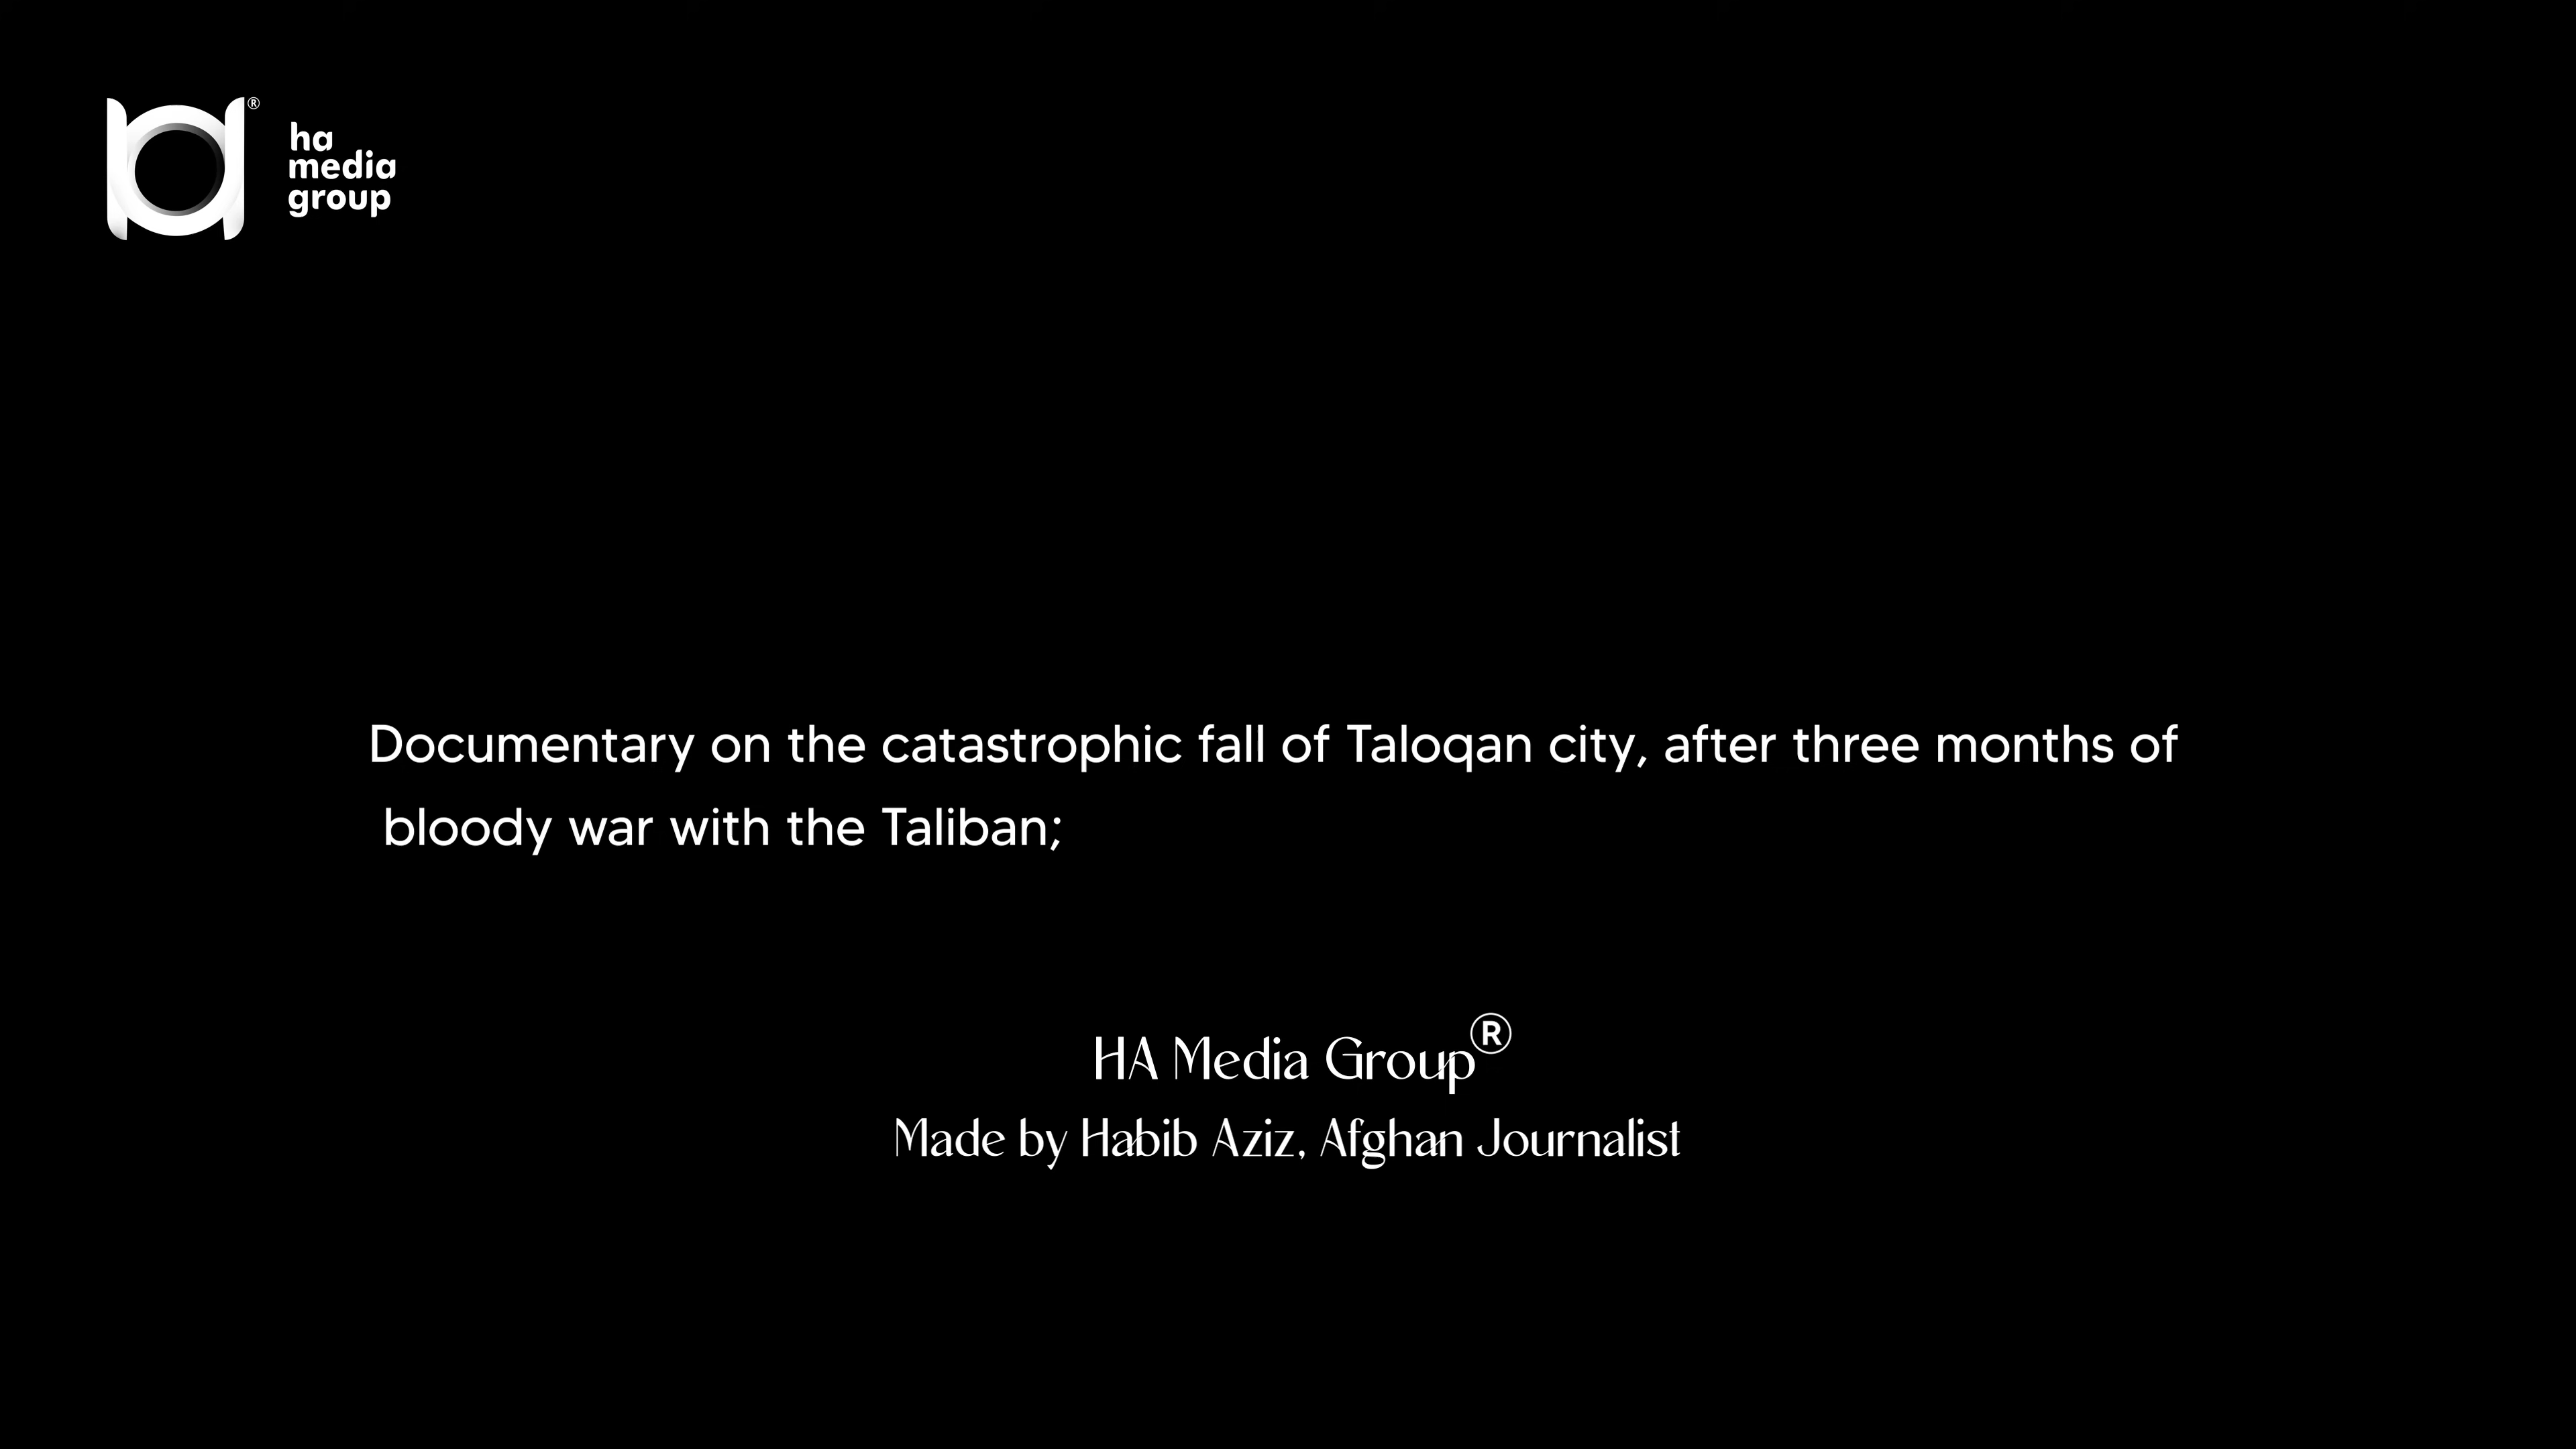 ®
ha
media
group
Documentary on the catastrophic fall of Taloqan city, after three months of
bloody war with the Taliban;
HA Media Group®
Made by Habib Aziz, Afghan Journalist